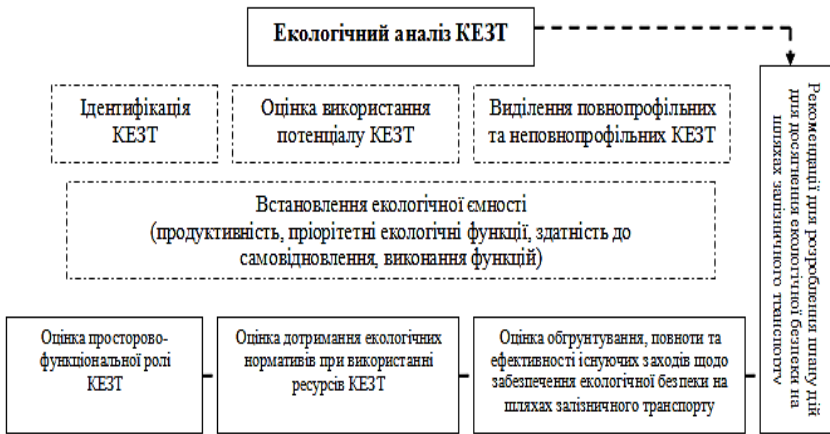 Екологічний аналіз КЕЗТ
Ідентифікація
КЕЗТ
Оцінка використання
потенціалу КЕЗТ
Виділення повнопрофільних
та неповнопрофільних КЕЗТ
Встановлення екологічної ємності
(продуктивність, пріорітетні екологічні функції, здатність до
самовідновлення, виконання функцій)
Оцінка просторово-
функціональної ролі
КЕЗТ
Оцінка дотримання екологічних
нормативів при використанні
ресурсів КЕЗТ
Оцінка обгрунтування, повноти та
ефективності існуючих заходів щодо
забезпечення екологічної безпеки на
шляхах залізничного транспорту
Рекомендації для розроблення плану дій
для досягнення екологічної безпеки на
шляхах залізничного транспорту